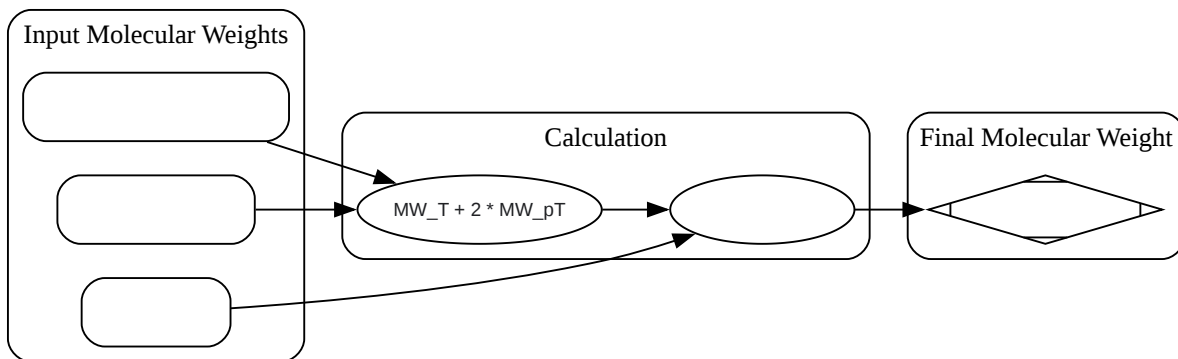 Input Molecular Weights
Calculation
Final Molecular Weight
MW_T + 2 * MW_pT